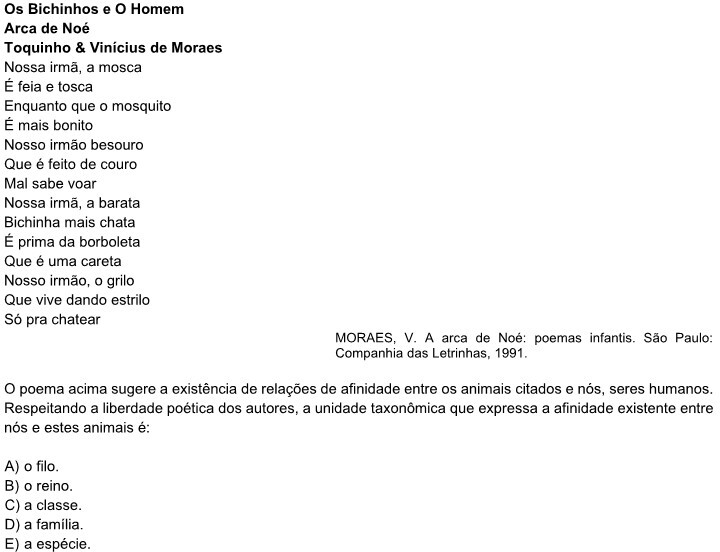 Os Bichinhos e O Homem
Arca de Noé
Toquinho & Vinícius de Moraes
Nossa irmã, a mosca
É feia e tosca
Enquanto que o mosquito
É mais bonito
Nosso irmão besouro
Que é feito de couro
Mal sabe voar
Nossa irmã, a barata
Bichinha mais chata
É prima da borboleta
Que é uma careta
Nosso irmão, o grilo
Que vive dando estrilo
Só pra chatear
MORAES, V. A arca de Noé: poemas infantis. São Paulo:
Companhia das Letrinhas, 1991.
O poema acima sugere a existência de relações de afinidade entre os animais citados e nós, seres humanos.
Respeitando a liberdade poética dos autores, a unidade taxonômica que expressa a afinidade existente entre
nós e estes animais é:
A) o filo.
B) o reino.
C) a classe.
D) a família.
E) a espécie.